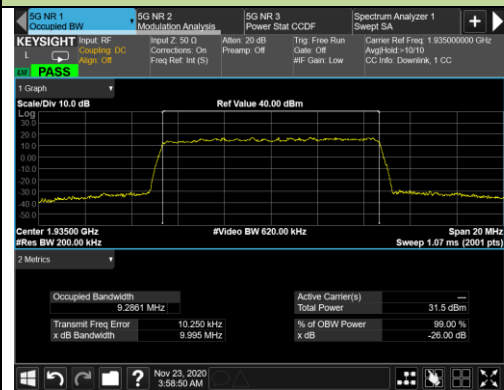 5G NR 1
Occupied BW
5G NR 2
Modulation Analysis
5G NR 3
Power Stat CCDF
Spectrum Analyzer 1
Swept SA
KEYSIGHT
L
PASS
Input: RF
Coupling: DC
Align: Off
Input Z: 50 Ω
Corrections: On
Freq Ref: Int (S)
Atten: 20 dB
Preamp: Off
Trig: Free Run
Gate: Off
#IF Gain: Low
Carrier Ref Freq: 1.935000000 GHz
Avg|Hold:>10/10
CC Info: Downlink, 1 CC
1 Graph
Scale/Div 10.0 dB
Ref Value 40.00 dBm
Log
30.0
20.0
10.0
0.00
-10.0
-20.0
-30.0
-40.0
-50.0
Center 1.93500 GHz
#Video BW 620.00 kHz
Span 20 MHz
#Res BW 200.00 kHz
Sweep 1.07 ms (2001 pts)
2 Metrics
Occupied Bandwidth
9.2861 MHz
Transmit Freq Error 10.250 kHz
x dB Bandwidth 9.995 MHz
Active Carrier(s) ---
Total Power 31.5 dBm
% of OBW Power 99.00 %
x dB -26.00 dB
?
Nov 23, 2020
3:58:50 AM